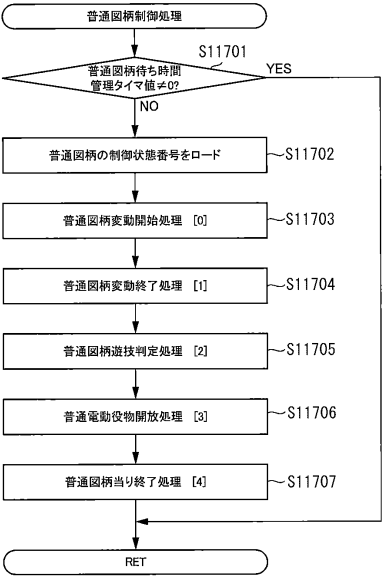 普通図柄制御処理
S11701
普通図柄待ち時間
管理タイマ値≠0?
YES
NO
普通図柄の制御状態番号をロード
S11702
普通図柄変動開始処理 [0]
S11703
普通図柄変動終了処理 [1]
S11704
普通図柄遊技判定処理 [2]
S11705
普通電動役物開放処理 [3]
S11706
普通図柄当り終了処理 [4]
S11707
RET